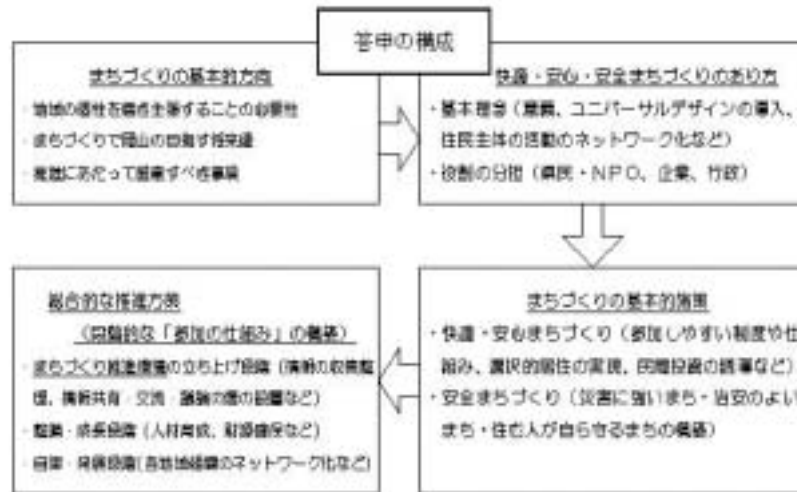 答申の構成
まちづくりの基本的方向
・地域の個性を構造主張することの必要性
・まちづくりで岡山の目指す将来像
・推進にあたって留意すべき事項
快適・安心・安全まちづくりのあり方
・基本理念（意識、ユニバーサルデザインの導入、
住民主体の活動のネットワーク化など）
・役割の分担（県民・ＮＰＯ、企業、行政）
まちづくりの基本的施策
・快適・安心まちづくり（参加しやすい制度や仕
組み、選択的居住の実現、民間投資の誘導など）
・安全まちづくり（災害に強いまち・治安のよい
まち・住む人が自ら守るまちの構築）
総合的な推進方策
（段階的な「参加の仕組み」の構築）
・まちづくり推進機構の立ち上げ段階（情報の収集整
理、情報共有・交流・議論の場の設置など）
・整備・成長段階（人材育成、財源確保など）
・自律・発展段階（各地域組織のネットワーク化など）